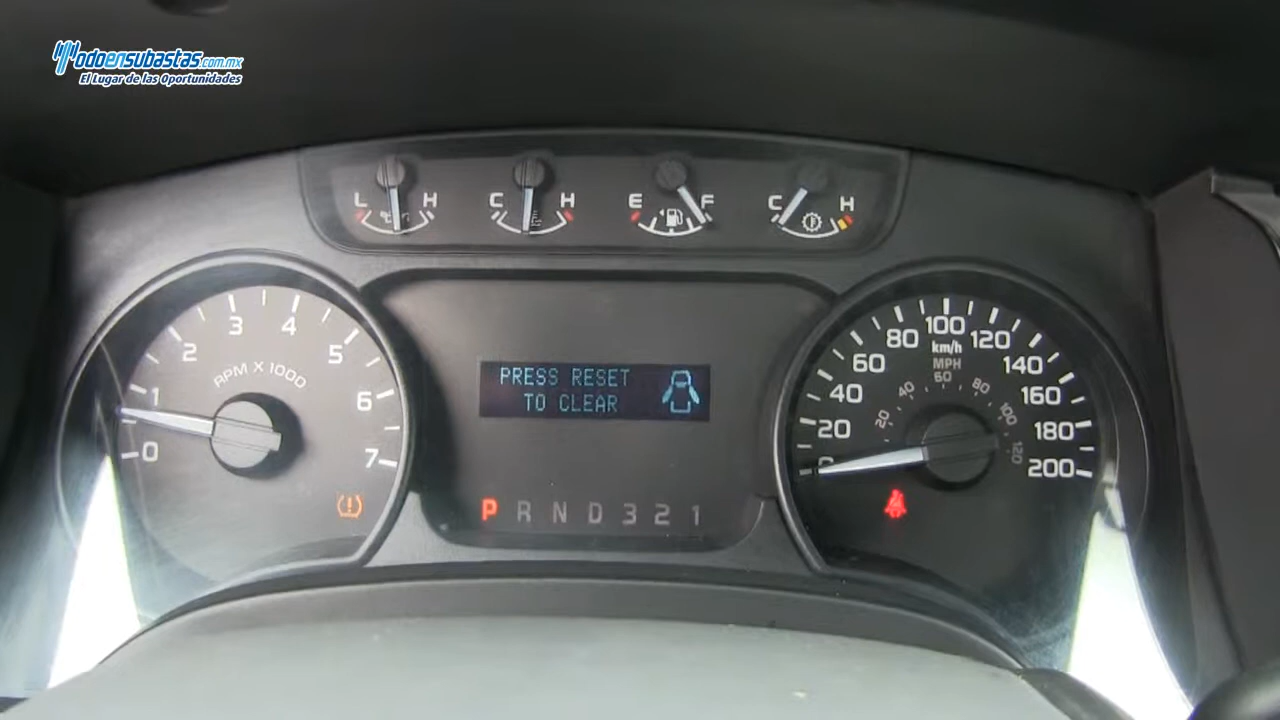 Todoensubastas.com.mx
El Lugar de las Oportunidades
L H C H E F C H
0 1 2 3 4 5 6 7
RPM X 1000
PRESS RESET
TO CLEAR
P R N D 3 2 1
0 20 40 60 80 100 120 140 160 180 200
km/h
MPH
20 40 60 80 100 120